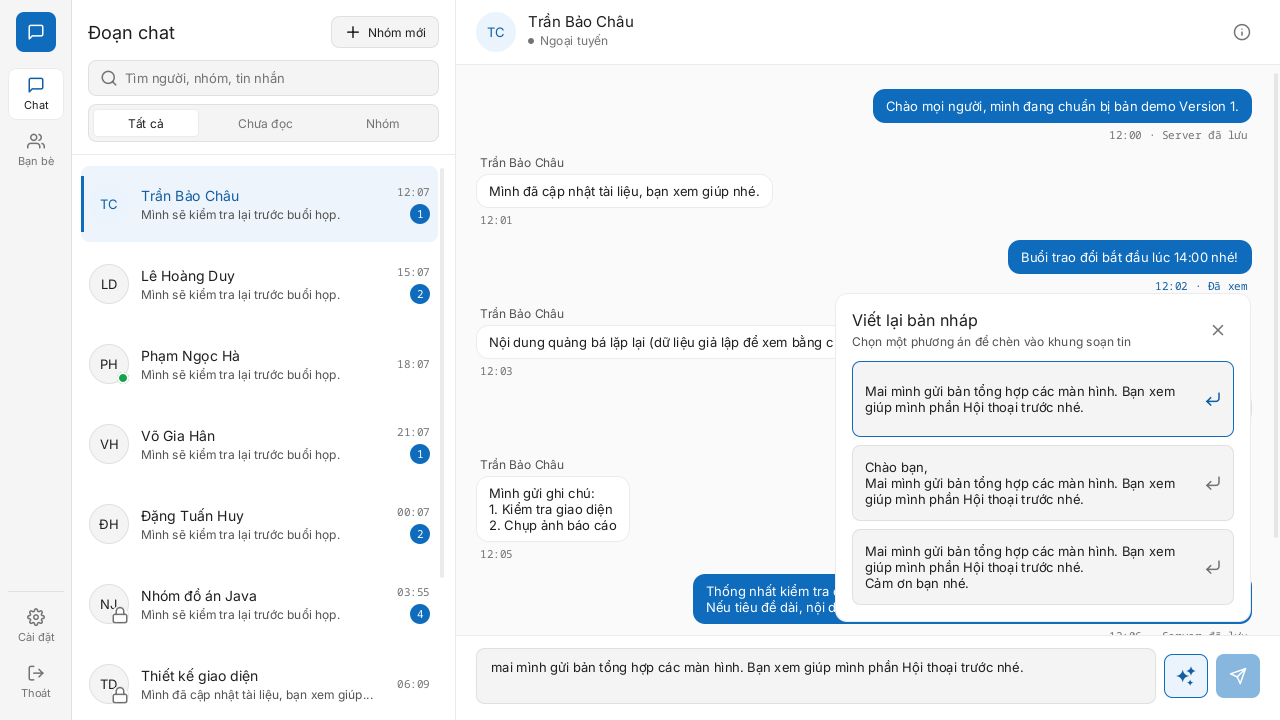 Chat
Bạn bè
Cài đặt
Thoát
Đoạn chat
Nhóm mới
Tìm người, nhóm, tin nhắn
Tất cả
Chưa đọc
Nhóm
TC
Trần Bảo Châu
12:07
Mình sẽ kiểm tra lại trước buổi họp.
1
LD
Lê Hoàng Duy
15:07
Mình sẽ kiểm tra lại trước buổi họp.
2
PH
Phạm Ngọc Hà
18:07
Mình sẽ kiểm tra lại trước buổi họp.
VH
Võ Gia Hân
21:07
Mình sẽ kiểm tra lại trước buổi họp.
1
ĐH
Đặng Tuấn Huy
00:07
Mình sẽ kiểm tra lại trước buổi họp.
2
NJ
Nhóm đồ án Java
03:55
Mình sẽ kiểm tra lại trước buổi họp.
4
TD
Thiết kế giao diện
06:09
Mình đã cập nhật tài liệu, bạn xem giúp...
TC
Trần Bảo Châu
Ngoại tuyến
Chào mọi người, mình đang chuẩn bị bản demo Version 1.
12:00 · Server đã lưu
Trần Bảo Châu
Mình đã cập nhật tài liệu, bạn xem giúp nhé.
12:01
Buổi trao đổi bắt đầu lúc 14:00 nhé!
12:02 · Đã xem
Trần Bảo Châu
Nội dung quảng bá lặp lại (dữ liệu giả lập để xem bằng
12:03
Trần Bảo Châu
Mình gửi ghi chú:
1. Kiểm tra giao diện
2. Chụp ảnh báo cáo
12:05
Thống nhất kiểm tra
Nếu tiêu đề dài, nội
12:06 · Server đã lưu
Viết lại bản nháp
Chọn một phương án để chèn vào khung soạn tin
Mai mình gửi bản tổng hợp các màn hình. Bạn xem
giúp mình phần Hội thoại trước nhé.
Chào bạn,
Mai mình gửi bản tổng hợp các màn hình. Bạn xem
giúp mình phần Hội thoại trước nhé.
Mai mình gửi bản tổng hợp các màn hình. Bạn xem
giúp mình phần Hội thoại trước nhé.
Cảm ơn bạn nhé.
mai mình gửi bản tổng hợp các màn hình. Bạn xem giúp mình phần Hội thoại trước nhé.